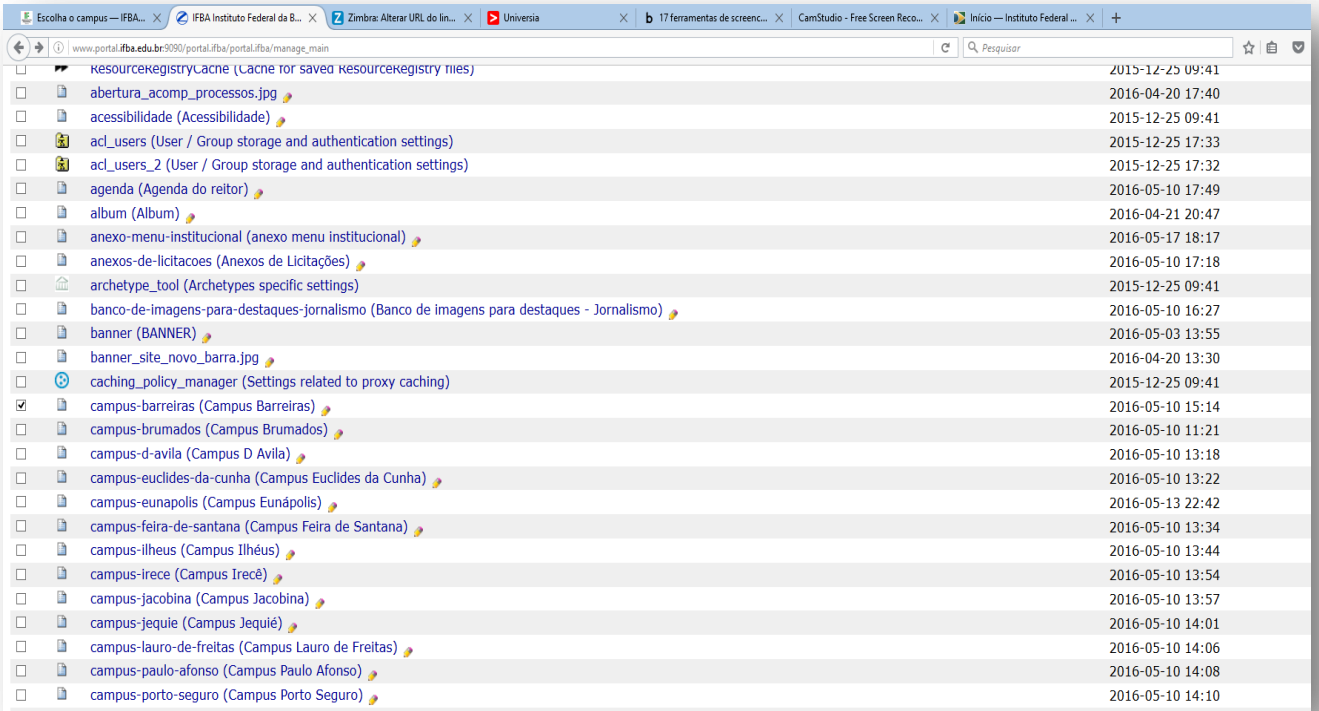 Escolha o campus — IFBA... IFBA Instituto Federal da B... Zimbra: Alterar URL do lin... Universia 17 ferramentas de screenc... CamStudio - Free Screen Reco... Início — Instituto Federal ...
www.portal.ifba.edu.br:9090/portal.ifba/portal.ifba/manage_main Pesquisar
ResourceRegistryCache (Cache for saved ResourceRegistry files) 2015-12-25 09:41
abertura_acomp_processos.jpg 2016-04-20 17:40
acessibilidade (Acessibilidade) 2015-12-25 09:41
acl_users (User / Group storage and authentication settings) 2015-12-25 17:33
acl_users_2 (User / Group storage and authentication settings) 2015-12-25 17:32
agenda (Agenda do reitor) 2016-05-10 17:49
album (Album) 2016-04-21 20:47
anexo-menu-institucional (anexo menu institucional) 2016-05-17 18:17
anexos-de-licitacoes (Anexos de Licitações) 2016-05-10 17:18
archetype_tool (Archetypes specific settings) 2015-12-25 09:41
banco-de-imagens-para-destaques-jornalismo (Banco de imagens para destaques - Jornalismo) 2016-05-10 16:27
banner (BANNER) 2016-05-03 13:55
banner_site_novo_barra.jpg 2016-04-20 13:30
caching_policy_manager (Settings related to proxy caching) 2015-12-25 09:41
campus-barreiras (Campus Barreiras) 2016-05-10 15:14
campus-brumados (Campus Brumados) 2016-05-10 11:21
campus-d-avila (Campus D Avila) 2016-05-10 13:18
campus-euclides-da-cunha (Campus Euclides da Cunha) 2016-05-10 13:22
campus-eunapolis (Campus Eunápolis) 2016-05-13 22:42
campus-feira-de-santana (Campus Feira de Santana) 2016-05-10 13:34
campus-ilheus (Campus Ilhéus) 2016-05-10 13:44
campus-irece (Campus Irecê) 2016-05-10 13:54
campus-jacobina (Campus Jacobina) 2016-05-10 13:57
campus-jequie (Campus Jequié) 2016-05-10 14:01
campus-lauro-de-freitas (Campus Lauro de Freitas) 2016-05-10 14:06
campus-paulo-afonso (Campus Paulo Afonso) 2016-05-10 14:08
campus-porto-seguro (Campus Porto Seguro) 2016-05-10 14:10